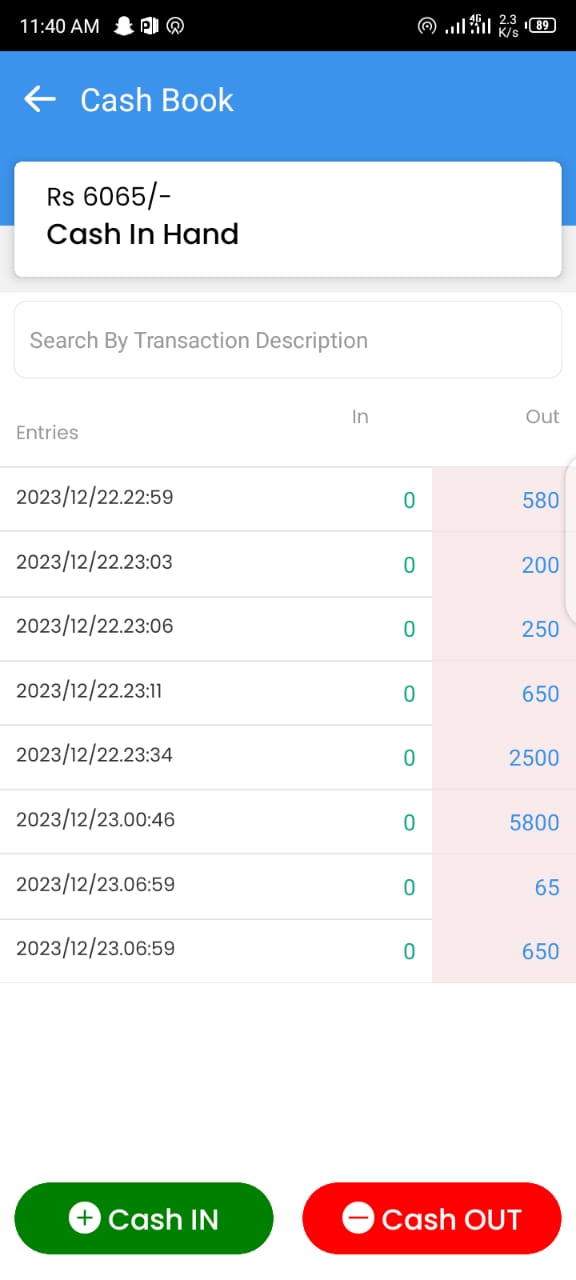 11:40 AM 4G 2.3 K/s 89
Cash Book
Rs 6065/-
Cash In Hand
Search By Transaction Description
Entries In Out
2023/12/22.22:59 0 580
2023/12/22.23:03 0 200
2023/12/22.23:06 0 250
2023/12/22.23:11 0 650
2023/12/22.23:34 0 2500
2023/12/23.00:46 0 5800
2023/12/23.06:59 0 65
2023/12/23.06:59 0 650
Cash IN Cash OUT